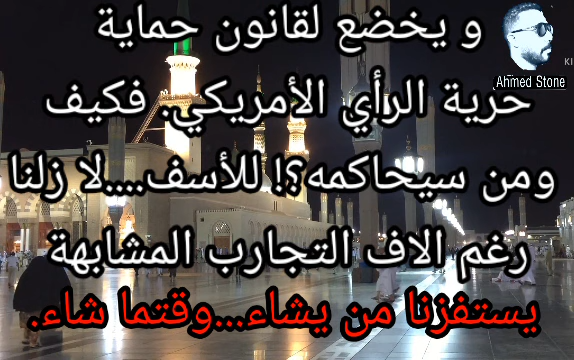 و يخضع لقانون حماية
حرية الرأي الأمريكي. فكيف
ومن سيحاكمه؟! للأسف....لا زلنا
رغم الاف التجارب المشابهة
يستفزنا من يشاء...وقتما شاء.
Ahmed Stone